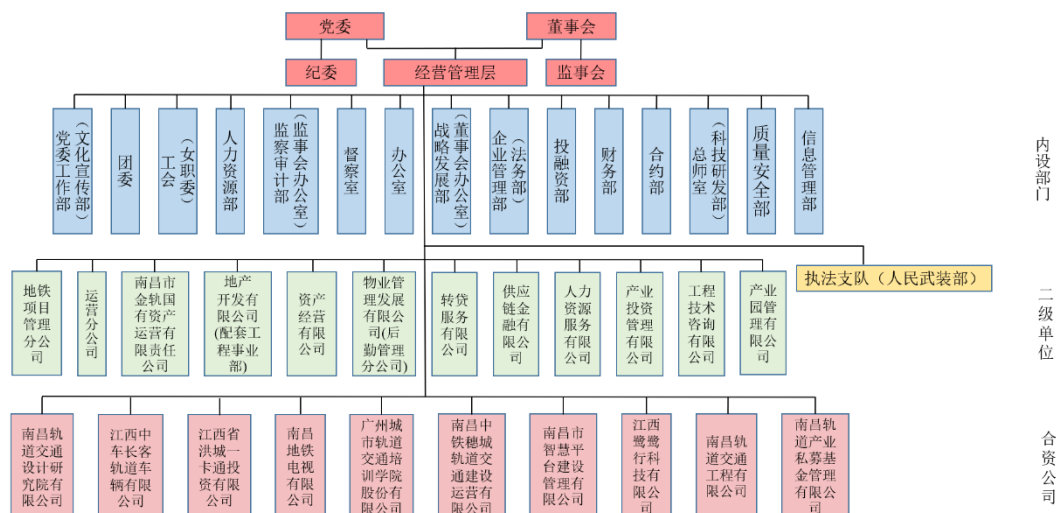 党委
董事会
纪委
经营管理层
监事会
党委工作部
（文化宣传部）
团委
工会
（女职委）
人力资源部
监察审计部
（监事会办公室）
督察室
办公室
战略发展部
（董事会办公室）
企业管理部
（法务部）
投融资部
财务部
合约部
总师室
（科技研发部）
质量安全部
信息管理部
内设部门
执法支队（人民武装部）
地铁
项目
管理
分公
司
运营分公司
南昌市
金轨国
有资产
运营有
限责任
公司
地产
开发有
限公司
(配套工
程事业
部)
资产
经营
有限
公司
物业管
理发展
有限公
司(后
勤管理
分公司)
转贷
服务
有限
公司
供应
链金
融有
限公
司
人力
资源
服务
有限
公司
产业
投资
管理
有限
公司
工程
技术
咨询
有限
公司
产业
园管
理有
限公
司
二级单位
南昌轨
道交通
设计研
究院有
限公司
江西中
车长客
轨道车
辆有限
公司
江西省
洪城一
卡通投
资有限
公司
南昌
地铁
电视
有限
公司
广州城
市轨道
交通培
训学院
股份有
限公司
南昌中
铁穗城
轨道交
通建设
运营有
限公司
南昌市
智慧平
台建设
管理有
限公司
江西
鹭鹭
行科
技有
限公
司
南昌轨
道交通
工程有
限公司
南昌轨
道产业
私募基
金管理
有限公
司
合资公司